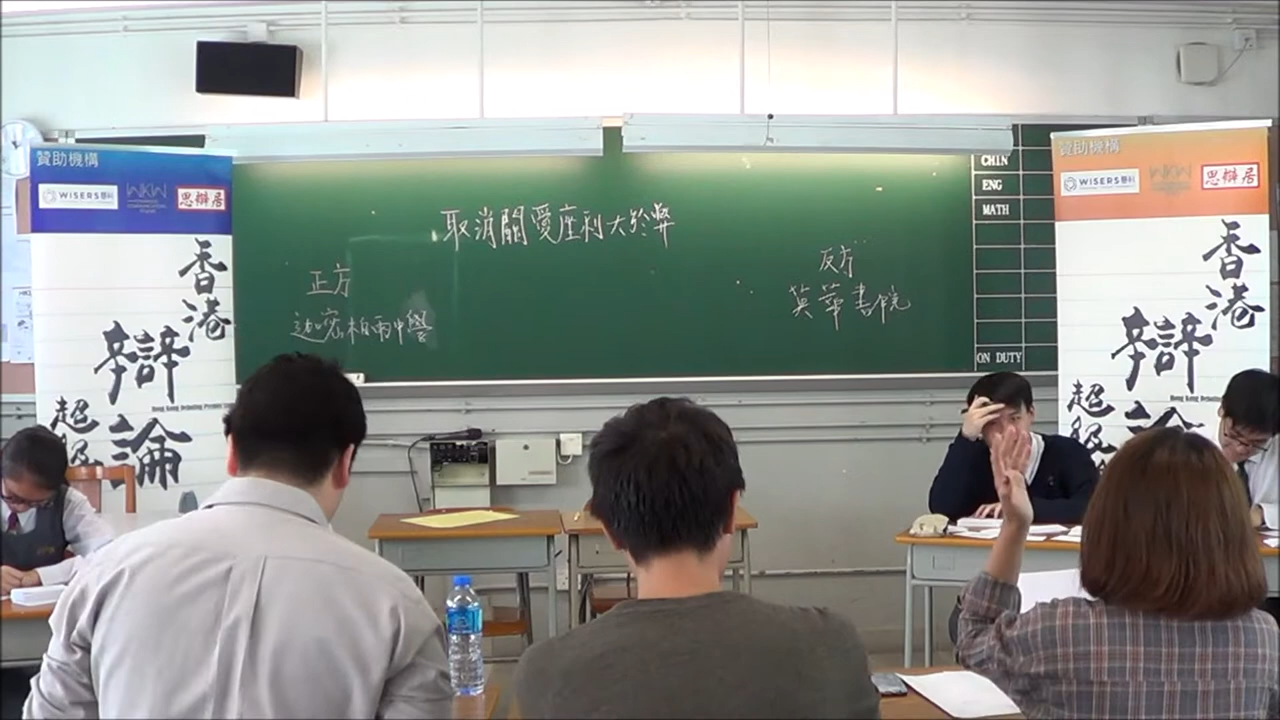 贊助機構
WISERS慧科
WKW
思辯居
香港
辯論
超級
取消關愛座利大於弊
正方
迦密柏雨中學
反方
英華書院
CHIN
ENG
MATH
ON DUTY
贊助機構
WISERS慧科
思辯居
香港
辯論
超級